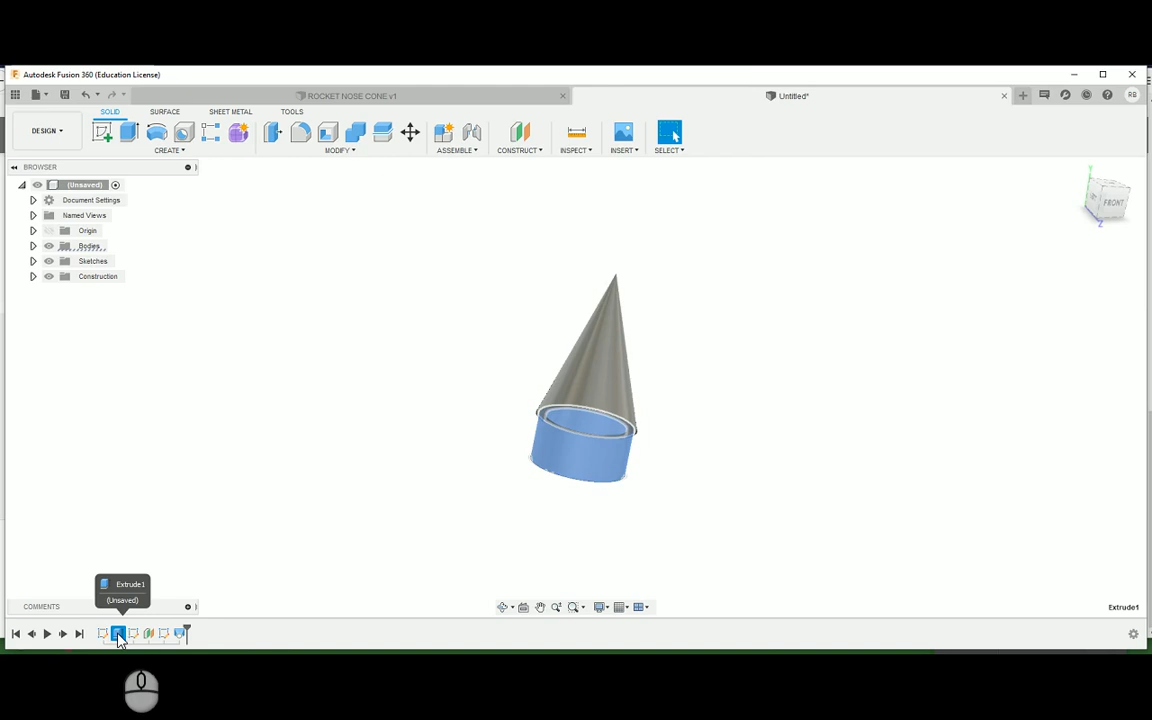 Autodesk Fusion 360 (Education License)
ROCKET NOSE CONE v1
Untitled*
RB
SOLID
SURFACE
SHEET METAL
TOOLS
DESIGN
CREATE
MODIFY
ASSEMBLE
CONSTRUCT
INSPECT
INSERT
SELECT
BROWSER
(Unsaved)
Document Settings
Named Views
Origin
Bodies
Sketches
Construction
FRONT
Y
Z
Extrude1
(Unsaved)
COMMENTS
Extrude1